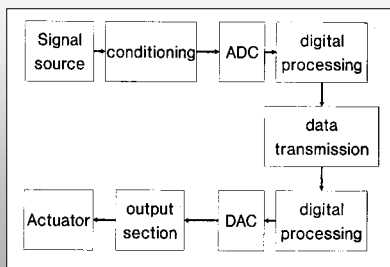 Signal
source
conditioning
ADC
digital
processing
data
transmission
Actuator
output
section
DAC
digital
processing